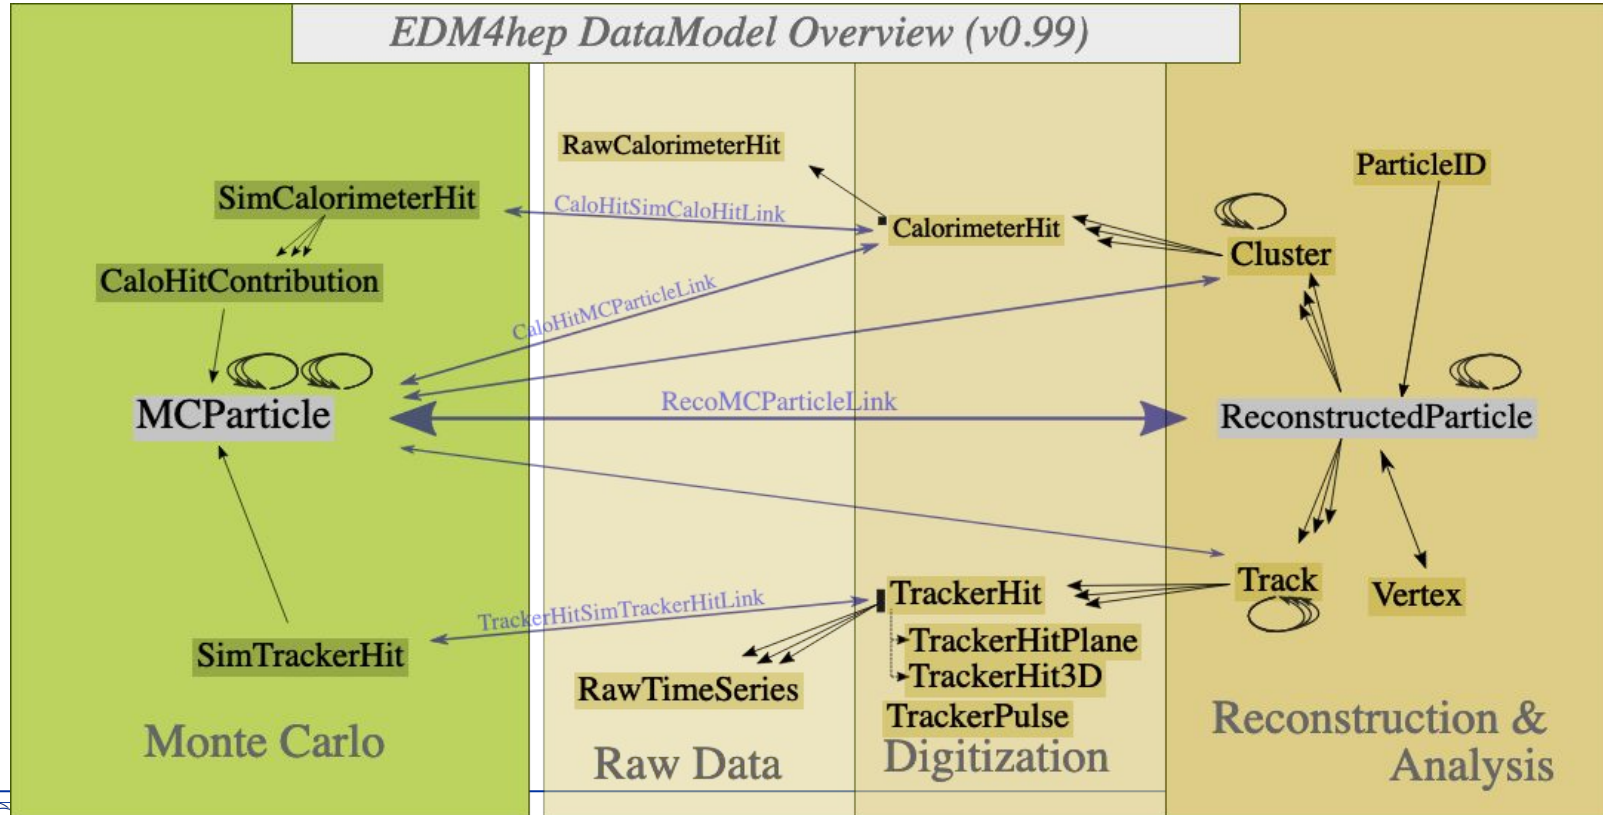 EDM4hep DataModel Overview (v0.99)
RawCalorimeterHit
ParticleID
SimCalorimeterHit
CaloHitSimCaloHitLink
CalorimeterHit
Cluster
CaloHitContribution
CaloHitMCParticleLink
MCParticle
RecoMCParticleLink
ReconstructedParticle
TrackerHitSimTrackerHitLink
TrackerHit
Track
Vertex
SimTrackerHit
TrackerHitPlane
RawTimeSeries
TrackerHit3D
TrackerPulse
Monte Carlo
Raw Data
Digitization
Reconstruction &
Analysis